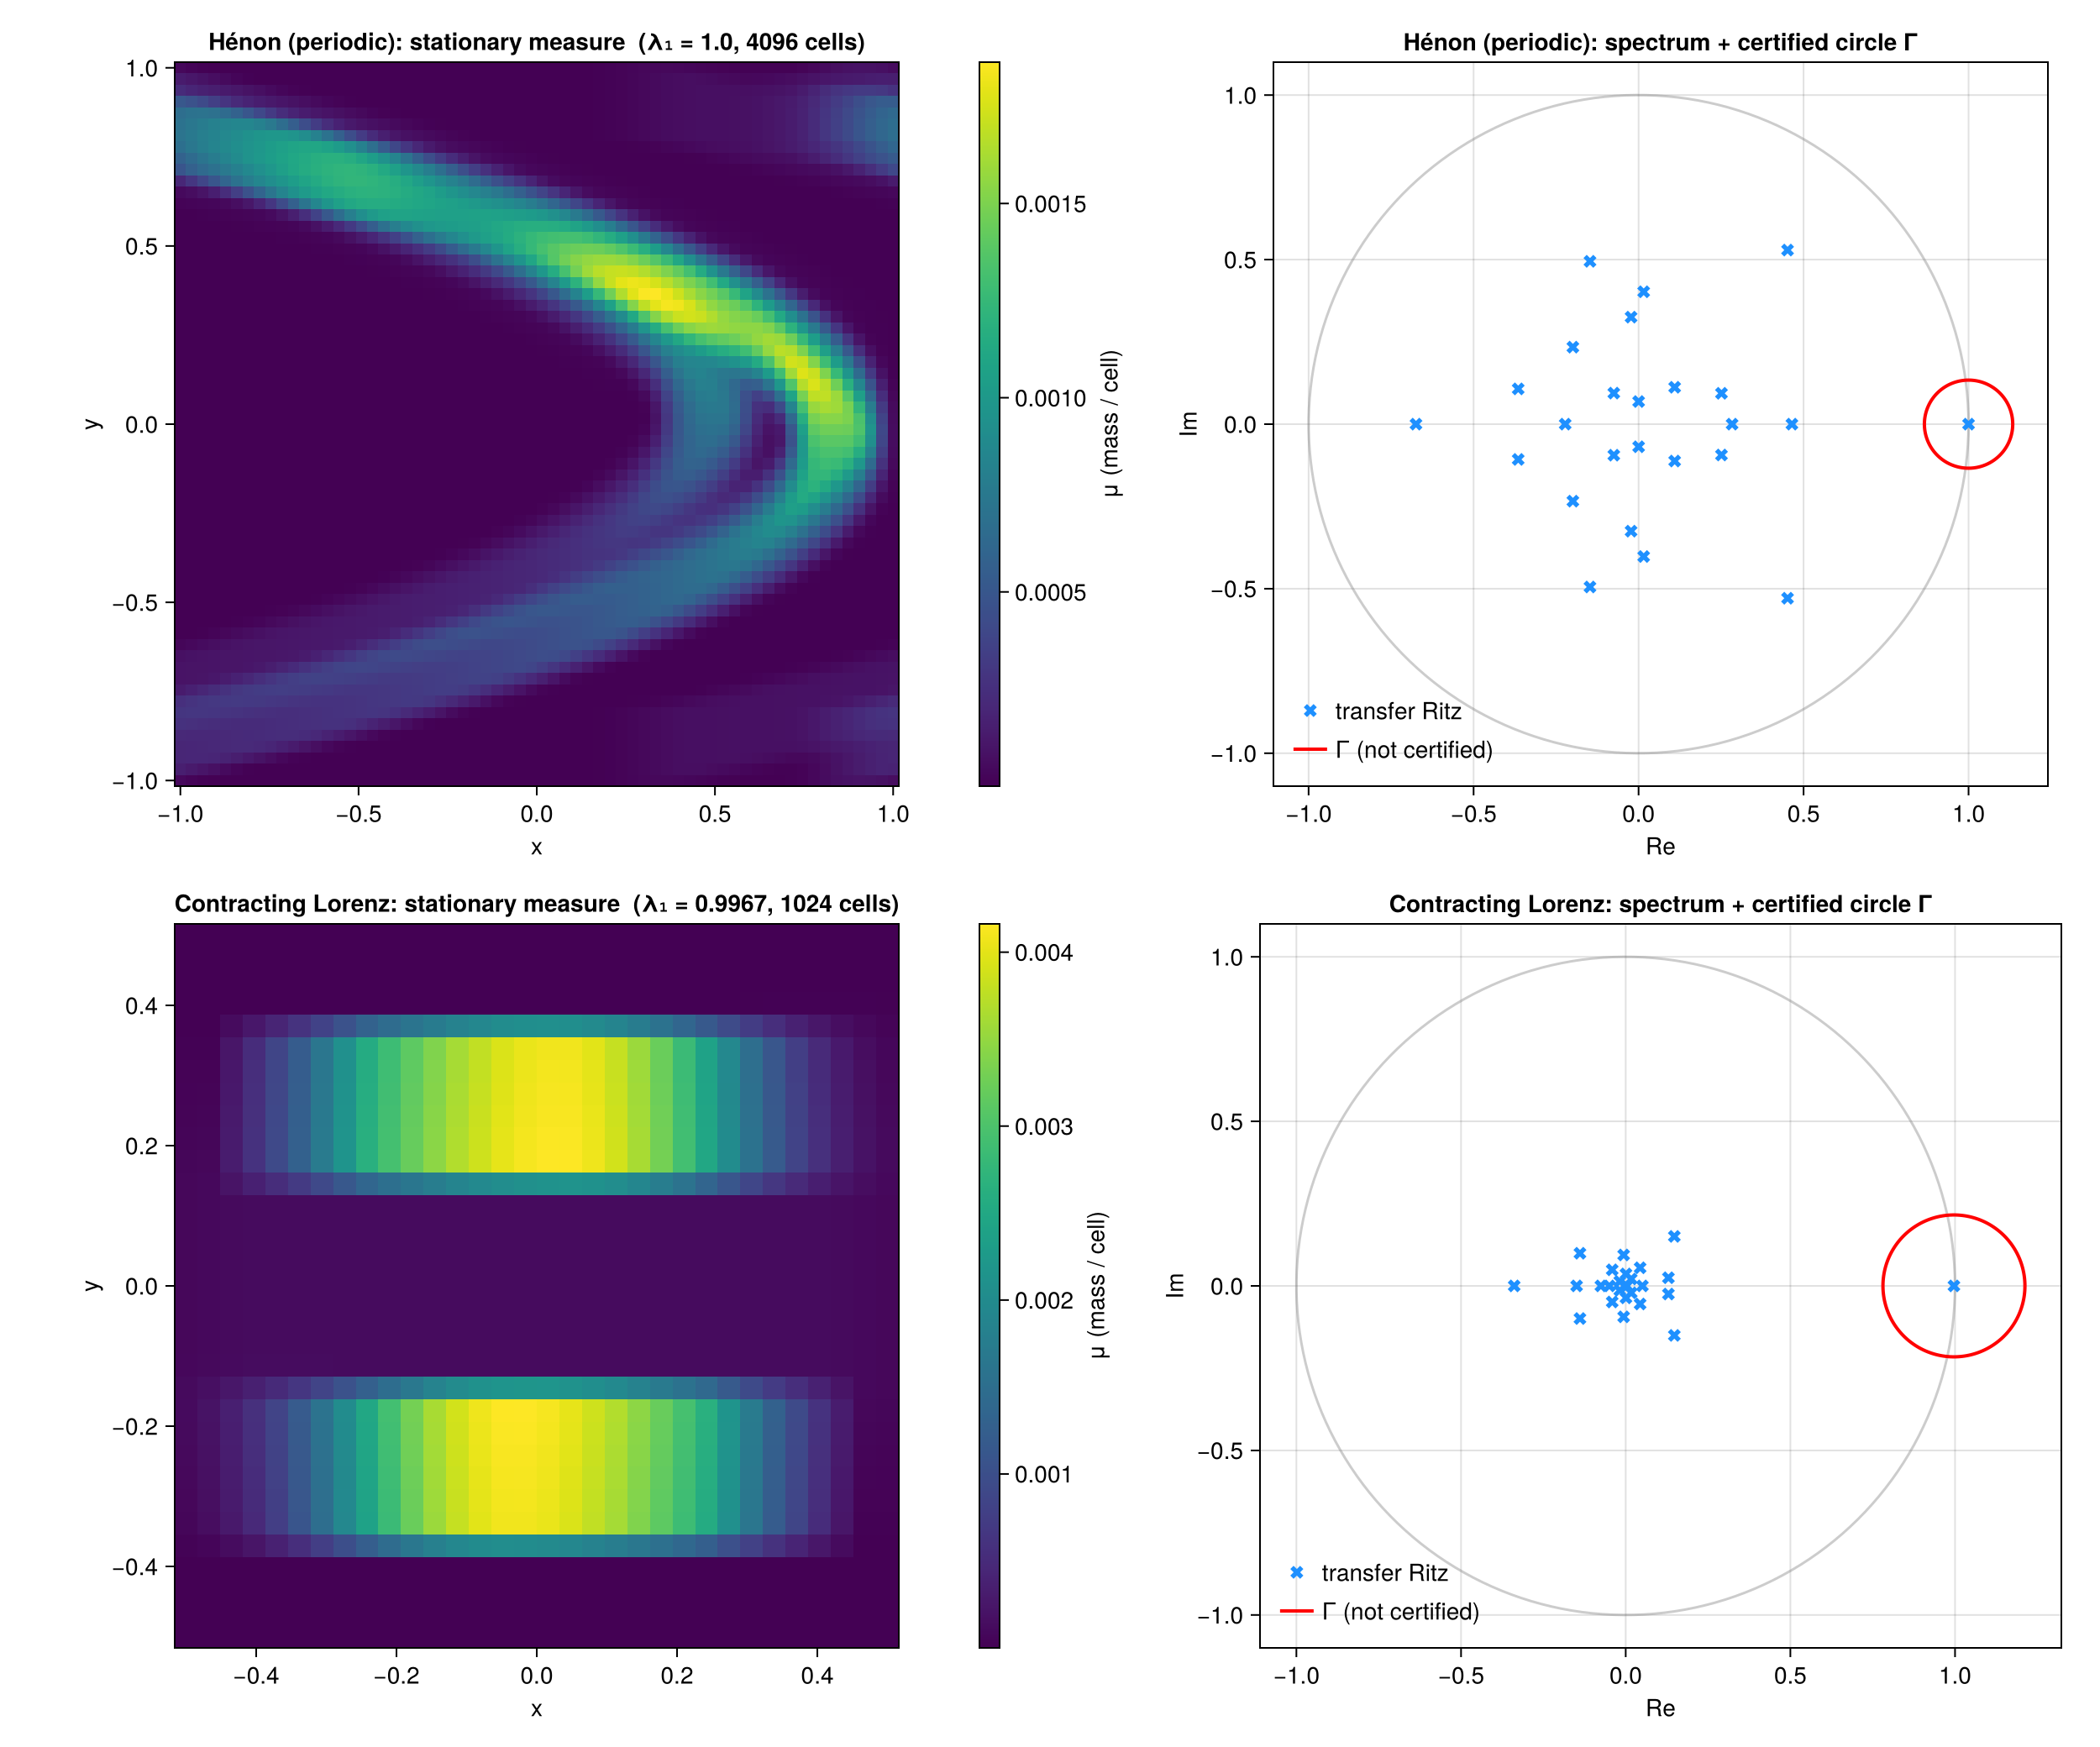 Hénon (periodic): stationary measure (λ₁ = 1.0, 4096 cells)
1.0
0.5
0.0
−0.5
−1.0
y
−1.0 −0.5 0.0 0.5 1.0
x
0.0015
0.0010
0.0005
μ (mass / cell)
Hénon (periodic): spectrum + certified circle Γ
1.0
0.5
0.0
−0.5
−1.0
Im
transfer Ritz
Γ (not certified)
−1.0 −0.5 0.0 0.5 1.0
Re
Contracting Lorenz: stationary measure (λ₁ = 0.9967, 1024 cells)
0.4
0.2
0.0
−0.2
−0.4
y
−0.4 −0.2 0.0 0.2 0.4
x
0.004
0.003
0.002
0.001
μ (mass / cell)
Contracting Lorenz: spectrum + certified circle Γ
1.0
0.5
0.0
−0.5
−1.0
Im
transfer Ritz
Γ (not certified)
−1.0 −0.5 0.0 0.5 1.0
Re